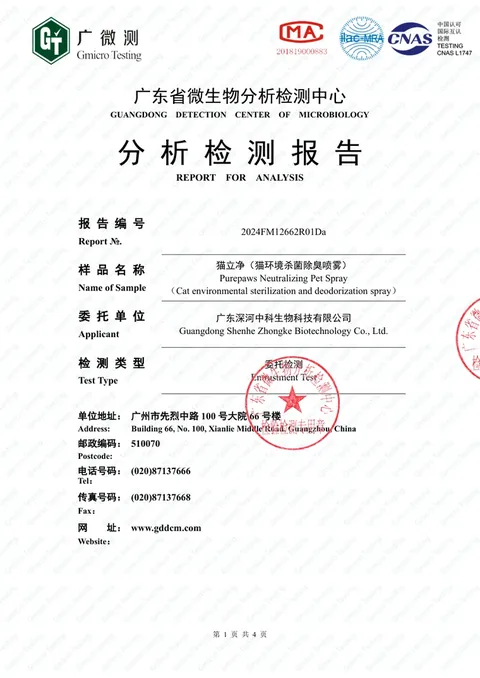 广微测
Gmicro Testing
MA
201819000883
ilac-MRA
CNAS
中国认可
国际互认
检测
TESTING
CNAS L1747
广东省微生物分析检测中心
GUANGDONG DETECTION CENTER OF MICROBIOLOGY
分析检测报告
REPORT FOR ANALYSIS
报告编号
Report №.
2024FM12662R01Da
样品名称
Name of Sample
猫立净（猫环境杀菌除臭喷雾）
Purepaws Neutralizing Pet Spray
（Cat environmental sterilization and deodorization spray）
委托单位
Applicant
广东深河中科生物科技有限公司
Guangdong Shenhe Zhongke Biotechnology Co., Ltd.
检测类型
Test Type
委托检测
Entrustment Test
单位地址： 广州市先烈中路 100 号大院 66 号楼
Address: Building 66, No. 100, Xianlie Middle Road, Guangzhou, China
邮政编码： 510070
Postcode:
电话号码： (020)87137666
Tel:
传真号码： (020)87137668
Fax:
网 址： www.gddcm.com
Website:
第 1 页 共 4 页